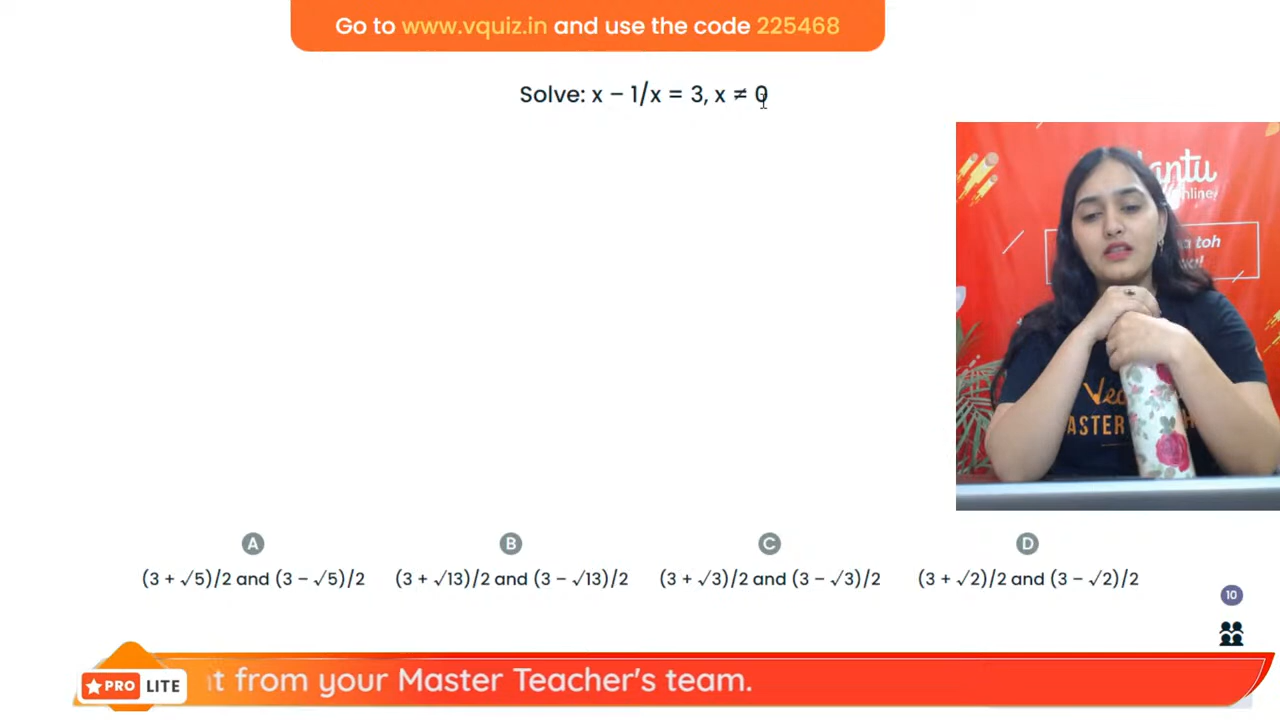 Go to www.vquiz.in and use the code 225468
Solve: x – 1/x = 3, x ≠ 0
nline
a toh
A
B
C
D
(3 + √5)/2 and (3 – √5)/2
(3 + √13)/2 and (3 – √13)/2
(3 + √3)/2 and (3 – √3)/2
(3 + √2)/2 and (3 – √2)/2
10
PRO LITE
t from your Master Teacher's team.